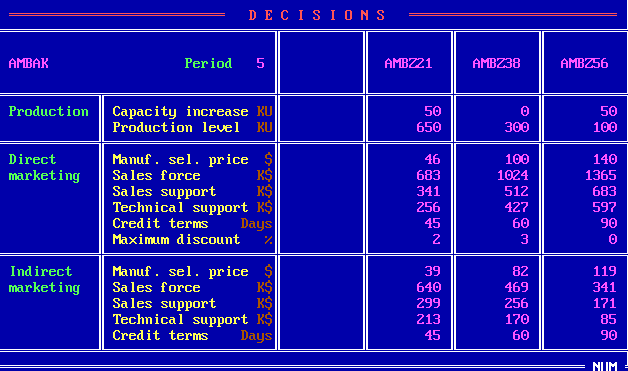 D E C I S I O N S
AMBAK Period 5 AMBZ21 AMBZ38 AMBZ56
Production Capacity increase KU 50 0 50
Production level KU 650 300 100
Direct Manuf. sel. price $ 46 100 140
marketing Sales force K$ 683 1024 1365
Sales support K$ 341 512 683
Technical support K$ 256 427 597
Credit terms Days 45 60 90
Maximum discount % 2 3 0
Indirect Manuf. sel. price $ 39 82 119
marketing Sales force K$ 640 469 341
Sales support K$ 299 256 171
Technical support K$ 213 170 85
Credit terms Days 45 60 90
NUM